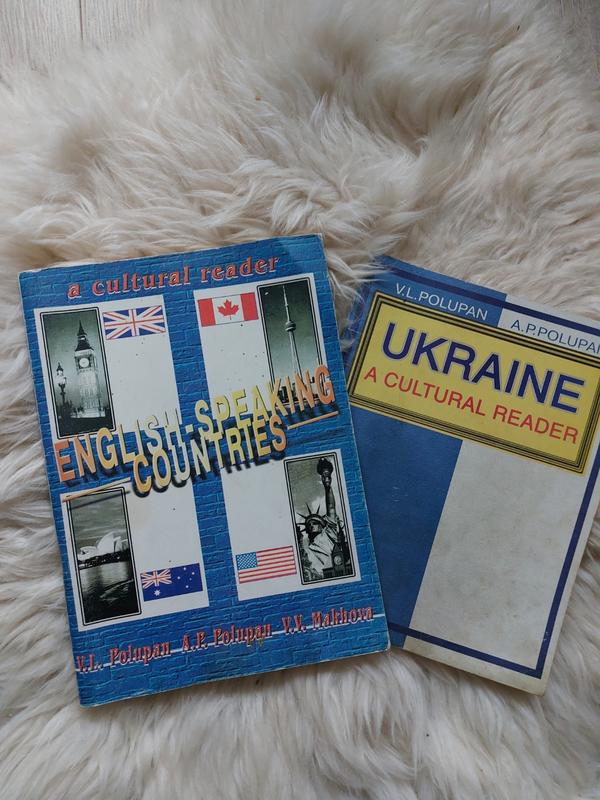 a cultural reader
ENGLISH-SPEAKING
COUNTRIES
V.L. Polupan A.P. Polupan V.V. Makhova
V.L.POLUPAN
A.P.POLUPAN
UKRAINE
A CULTURAL READER